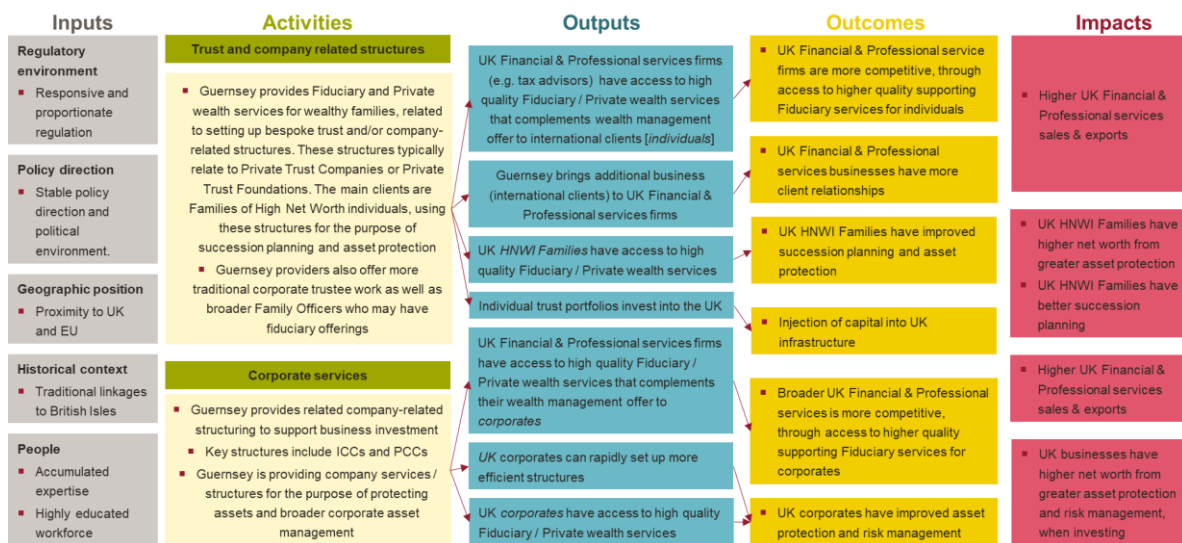 Inputs
Regulatory
environment
Responsive and
proportionate
regulation
Policy direction
Stable policy
direction and
political
environment.
Geographic position
Proximity to UK
and EU
Historical context
Traditional linkages
to British Isles
People
Accumulated
expertise
Highly educated
workforce
Activities
Trust and company related structures
Guernsey provides Fiduciary and Private
wealth services for wealthy families, related
to setting up bespoke trust and/or company-
related structures. These structures typically
relate to Private Trust Companies or Private
Trust Foundations. The main clients are
Families of High Net Worth individuals, using
these structures for the purpose of
succession planning and asset protection
Guernsey providers also offer more
traditional corporate trustee work as well as
broader Family Officers who may have
fiduciary offerings
Corporate services
Guernsey provides related company-related
structuring to support business investment
Key structures include ICCs and PCCs
Guernsey is providing company services /
structures for the purpose of protecting
assets and broader corporate asset
management
Outputs
UK Financial & Professional services firms
(e.g. tax advisors) have access to high
quality Fiduciary / Private wealth services
that complements wealth management
offer to international clients [individuals]
Guernsey brings additional business
(international clients) to UK Financial &
Professional services firms
UK HNWI Families have access to high
quality Fiduciary / Private wealth services
Individual trust portfolios invest into the UK
UK Financial & Professional services firms
have access to high quality Fiduciary /
Private wealth services that complements
their wealth management offer to
corporates
UK corporates can rapidly set up more
efficient structures
UK corporates have access to high quality
Fiduciary / Private wealth services
Outcomes
UK Financial & Professional service
firms are more competitive, through
access to higher quality supporting
Fiduciary services for individuals
UK Financial & Professional
services businesses have more
client relationships
UK HNWI Families have improved
succession planning and asset
protection
Injection of capital into UK
infrastructure
Broader UK Financial & Professional
services is more competitive,
through access to higher quality
supporting Fiduciary services for
corporates
UK corporates have improved asset
protection and risk management
Impacts
Higher UK Financial &
Professional services
sales & exports
UK HNWI Families have
higher net worth from
greater asset protection
UK HNWI Families have
better succession
planning
Higher UK Financial &
Professional services
sales & exports
UK businesses have
higher net worth from
greater asset protection
and risk management,
when investing